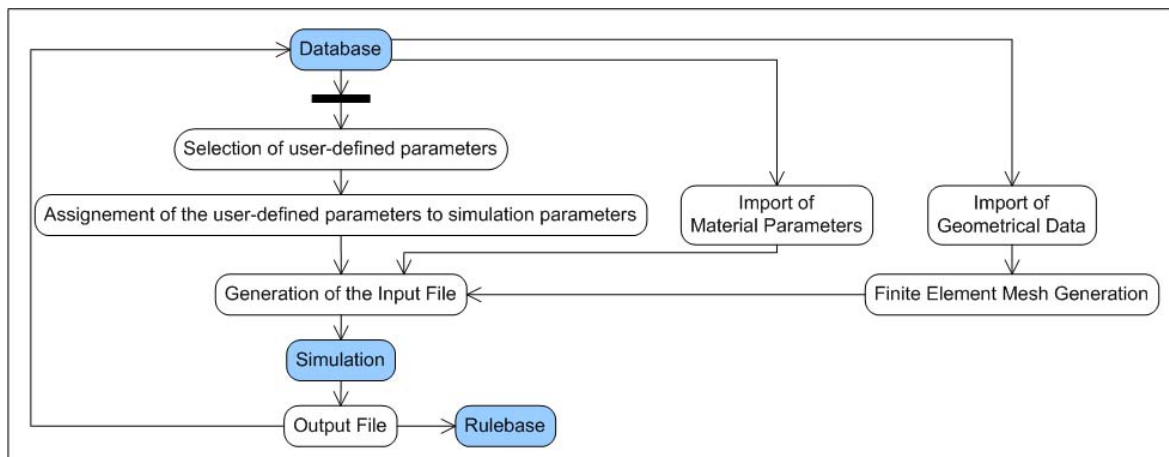 Database
Selection of user-defined parameters
Assignement of the user-defined parameters to simulation parameters
Import of
Material Parameters
Import of
Geometrical Data
Generation of the Input File
Finite Element Mesh Generation
Simulation
Output File
Rulebase